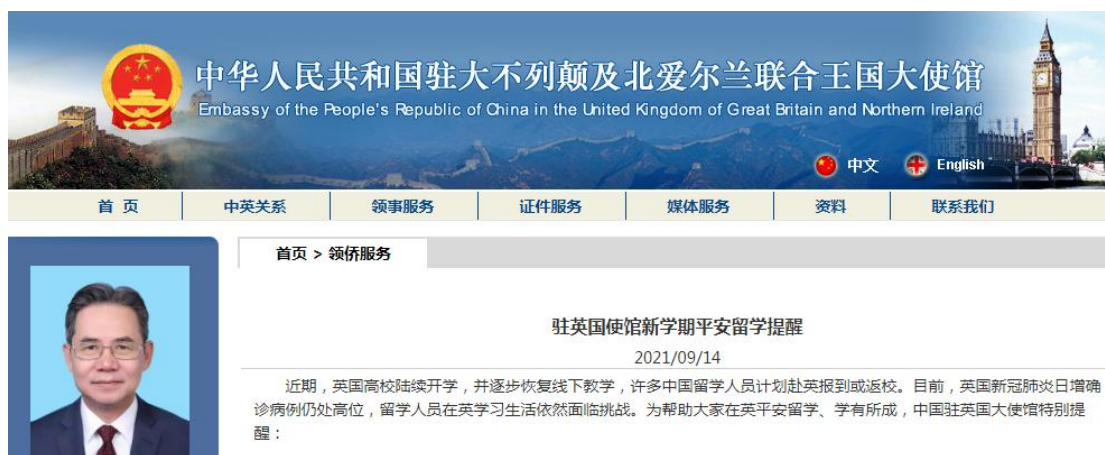 中华人民共和国驻大不列颠及北爱尔兰联合王国大使馆
Embassy of the People's Republic of China in the United Kingdom of Great Britain and Northern Ireland
中文 English
首 页 中英关系 领事服务 证件服务 媒体服务 资料 联系我们
首页 > 领侨服务
驻英国使馆新学期平安留学提醒
2021/09/14
近期，英国高校陆续开学，并逐步恢复线下教学，许多中国留学人员计划赴英报到或返校。目前，英国新冠肺炎日增确
诊病例仍处高位，留学人员在英学习生活依然面临挑战。为帮助大家在英平安留学、学有所成，中国驻英国大使馆特别提
醒：